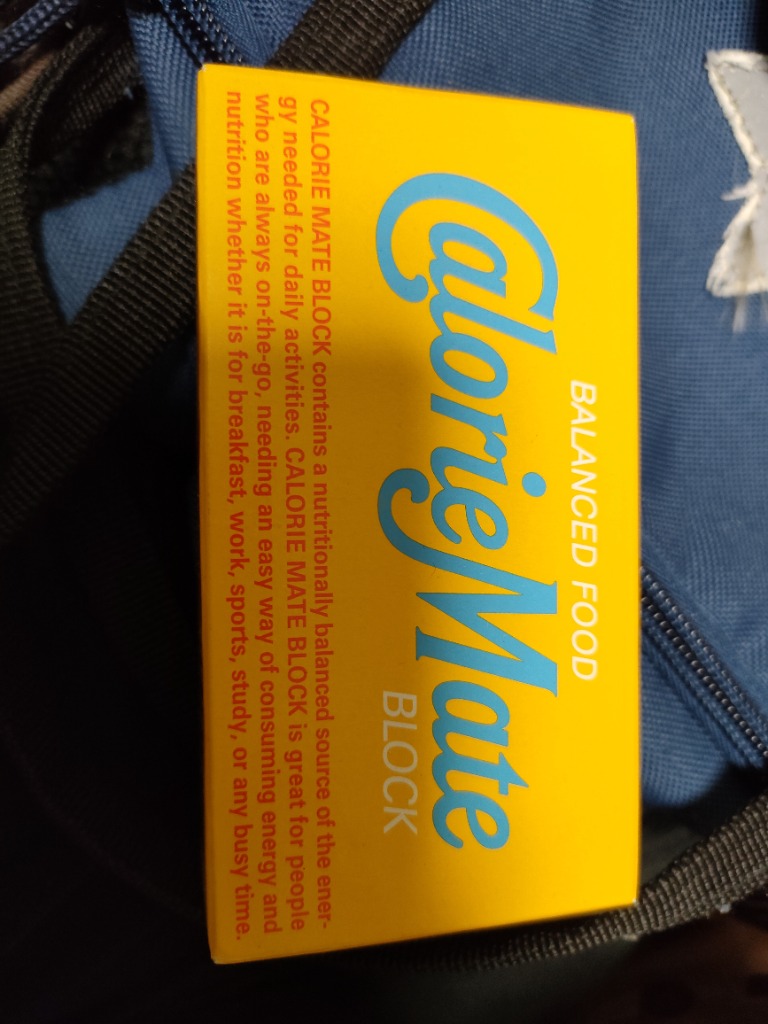 BALANCED FOOD
CalorieMate
BLOCK
CALORIE MATE BLOCK contains a nutritionally balanced source of the ener-
gy needed for daily activities. CALORIE MATE BLOCK is great for people
who are always on-the-go, needing an easy way of consuming energy and
nutrition whether it is for breakfast, work, sports, study, or any busy time.